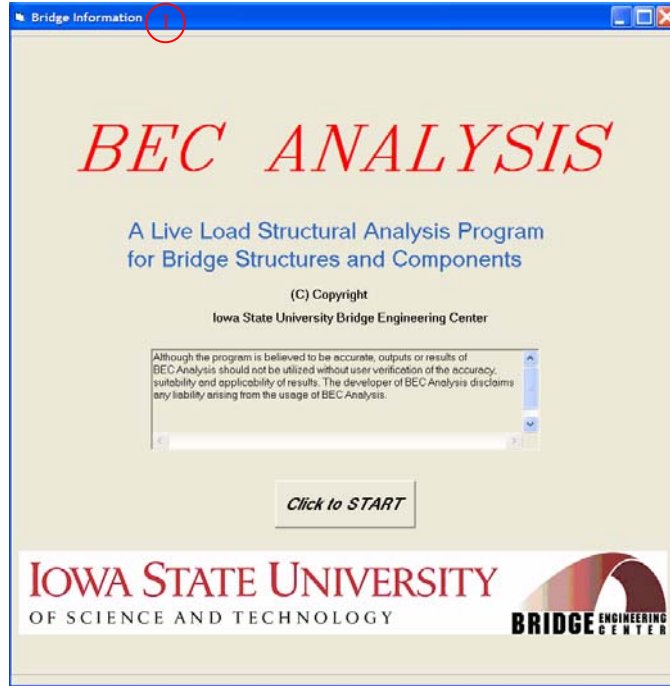 Bridge Information
1
BEC ANALYSIS
A Live Load Structural Analysis Program
for Bridge Structures and Components
(C) Copyright
Iowa State University Bridge Engineering Center
Although the program is believed to be accurate, outputs or results of
BEC Analysis should not be utilized without user verification of the accuracy,
suitability and applicability of results. The developer of BEC Analysis disclaims
any liability arising from the usage of BEC Analysis.
Click to START
IOWA STATE UNIVERSITY
OF SCIENCE AND TECHNOLOGY
BRIDGE ENGINEERING
CENTER